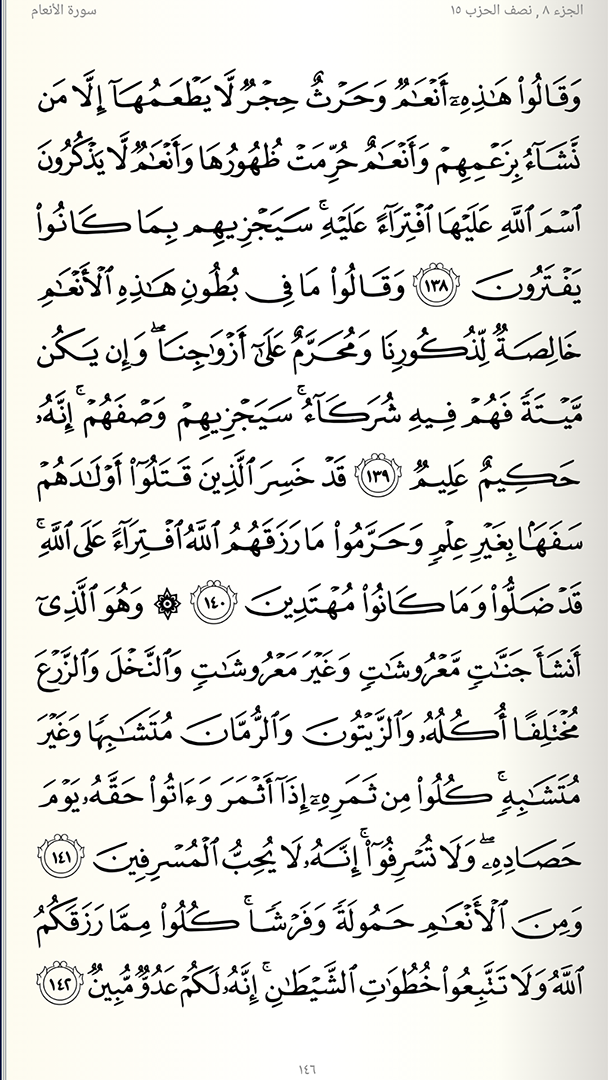 الجزء ٨ , نصف الحزب ١٥
سورة الأنعام
وَقَالُوا۟ هَـٰذِهِۦٓ أَنْعَـٰمٌ وَحَرْثٌ حِجْرٌ لَّا يَطْعَمُهَآ إِلَّا مَن
نَّشَآءُ بِزَعْمِهِمْ وَأَنْعَـٰمٌ حُرِّمَتْ ظُهُورُهَا وَأَنْعَـٰمٌ لَّا يَذْكُرُونَ
ٱسْمَ ٱللَّهِ عَلَيْهَا ٱفْتِرَآءً عَلَيْهِ ۚ سَيَجْزِيهِم بِمَا كَانُوا۟
يَفْتَرُونَ ١٣٨ وَقَالُوا۟ مَا فِى بُطُونِ هَـٰذِهِ ٱلْأَنْعَـٰمِ
خَالِصَةٌ لِّذُكُورِنَا وَمُحَرَّمٌ عَلَىٰٓ أَزْوَٰجِنَا ۖ وَإِن يَكُن
مَّيْتَةً فَهُمْ فِيهِ شُرَكَآءُ ۚ سَيَجْزِيهِمْ وَصْفَهُمْ ۚ إِنَّهُۥ
حَكِيمٌ عَلِيمٌ ١٣٩ قَدْ خَسِرَ ٱلَّذِينَ قَتَلُوٓا۟ أَوْلَـٰدَهُمْ
سَفَهًۢا بِغَيْرِ عِلْمٍ وَحَرَّمُوا۟ مَا رَزَقَهُمُ ٱللَّهُ ٱفْتِرَآءً عَلَى ٱللَّهِ ۚ
قَدْ ضَلُّوا۟ وَمَا كَانُوا۟ مُهْتَدِينَ ١٤٠ ۞ وَهُوَ ٱلَّذِىٓ
أَنشَأَ جَنَّـٰتٍ مَّعْرُوشَـٰتٍ وَغَيْرَ مَعْرُوشَـٰتٍ وَٱلنَّخْلَ وَٱلزَّرْعَ
مُخْتَلِفًا أُكُلُهُۥ وَٱلزَّيْتُونَ وَٱلرُّمَّانَ مُتَشَـٰبِهًا وَغَيْرَ
مُتَشَـٰبِهٍ ۚ كُلُوا۟ مِن ثَمَرِهِۦٓ إِذَآ أَثْمَرَ وَءَاتُوا۟ حَقَّهُۥ يَوْمَ
حَصَادِهِۦ ۖ وَلَا تُسْرِفُوٓا۟ ۚ إِنَّهُۥ لَا يُحِبُّ ٱلْمُسْرِفِينَ ١٤١
وَمِنَ ٱلْأَنْعَـٰمِ حَمُولَةً وَفَرْشًا ۚ كُلُوا۟ مِمَّا رَزَقَكُمُ
ٱللَّهُ وَلَا تَتَّبِعُوا۟ خُطُوَٰتِ ٱلشَّيْطَـٰنِ ۚ إِنَّهُۥ لَكُمْ عَدُوٌّ مُّبِينٌ ١٤٢
١٤٦